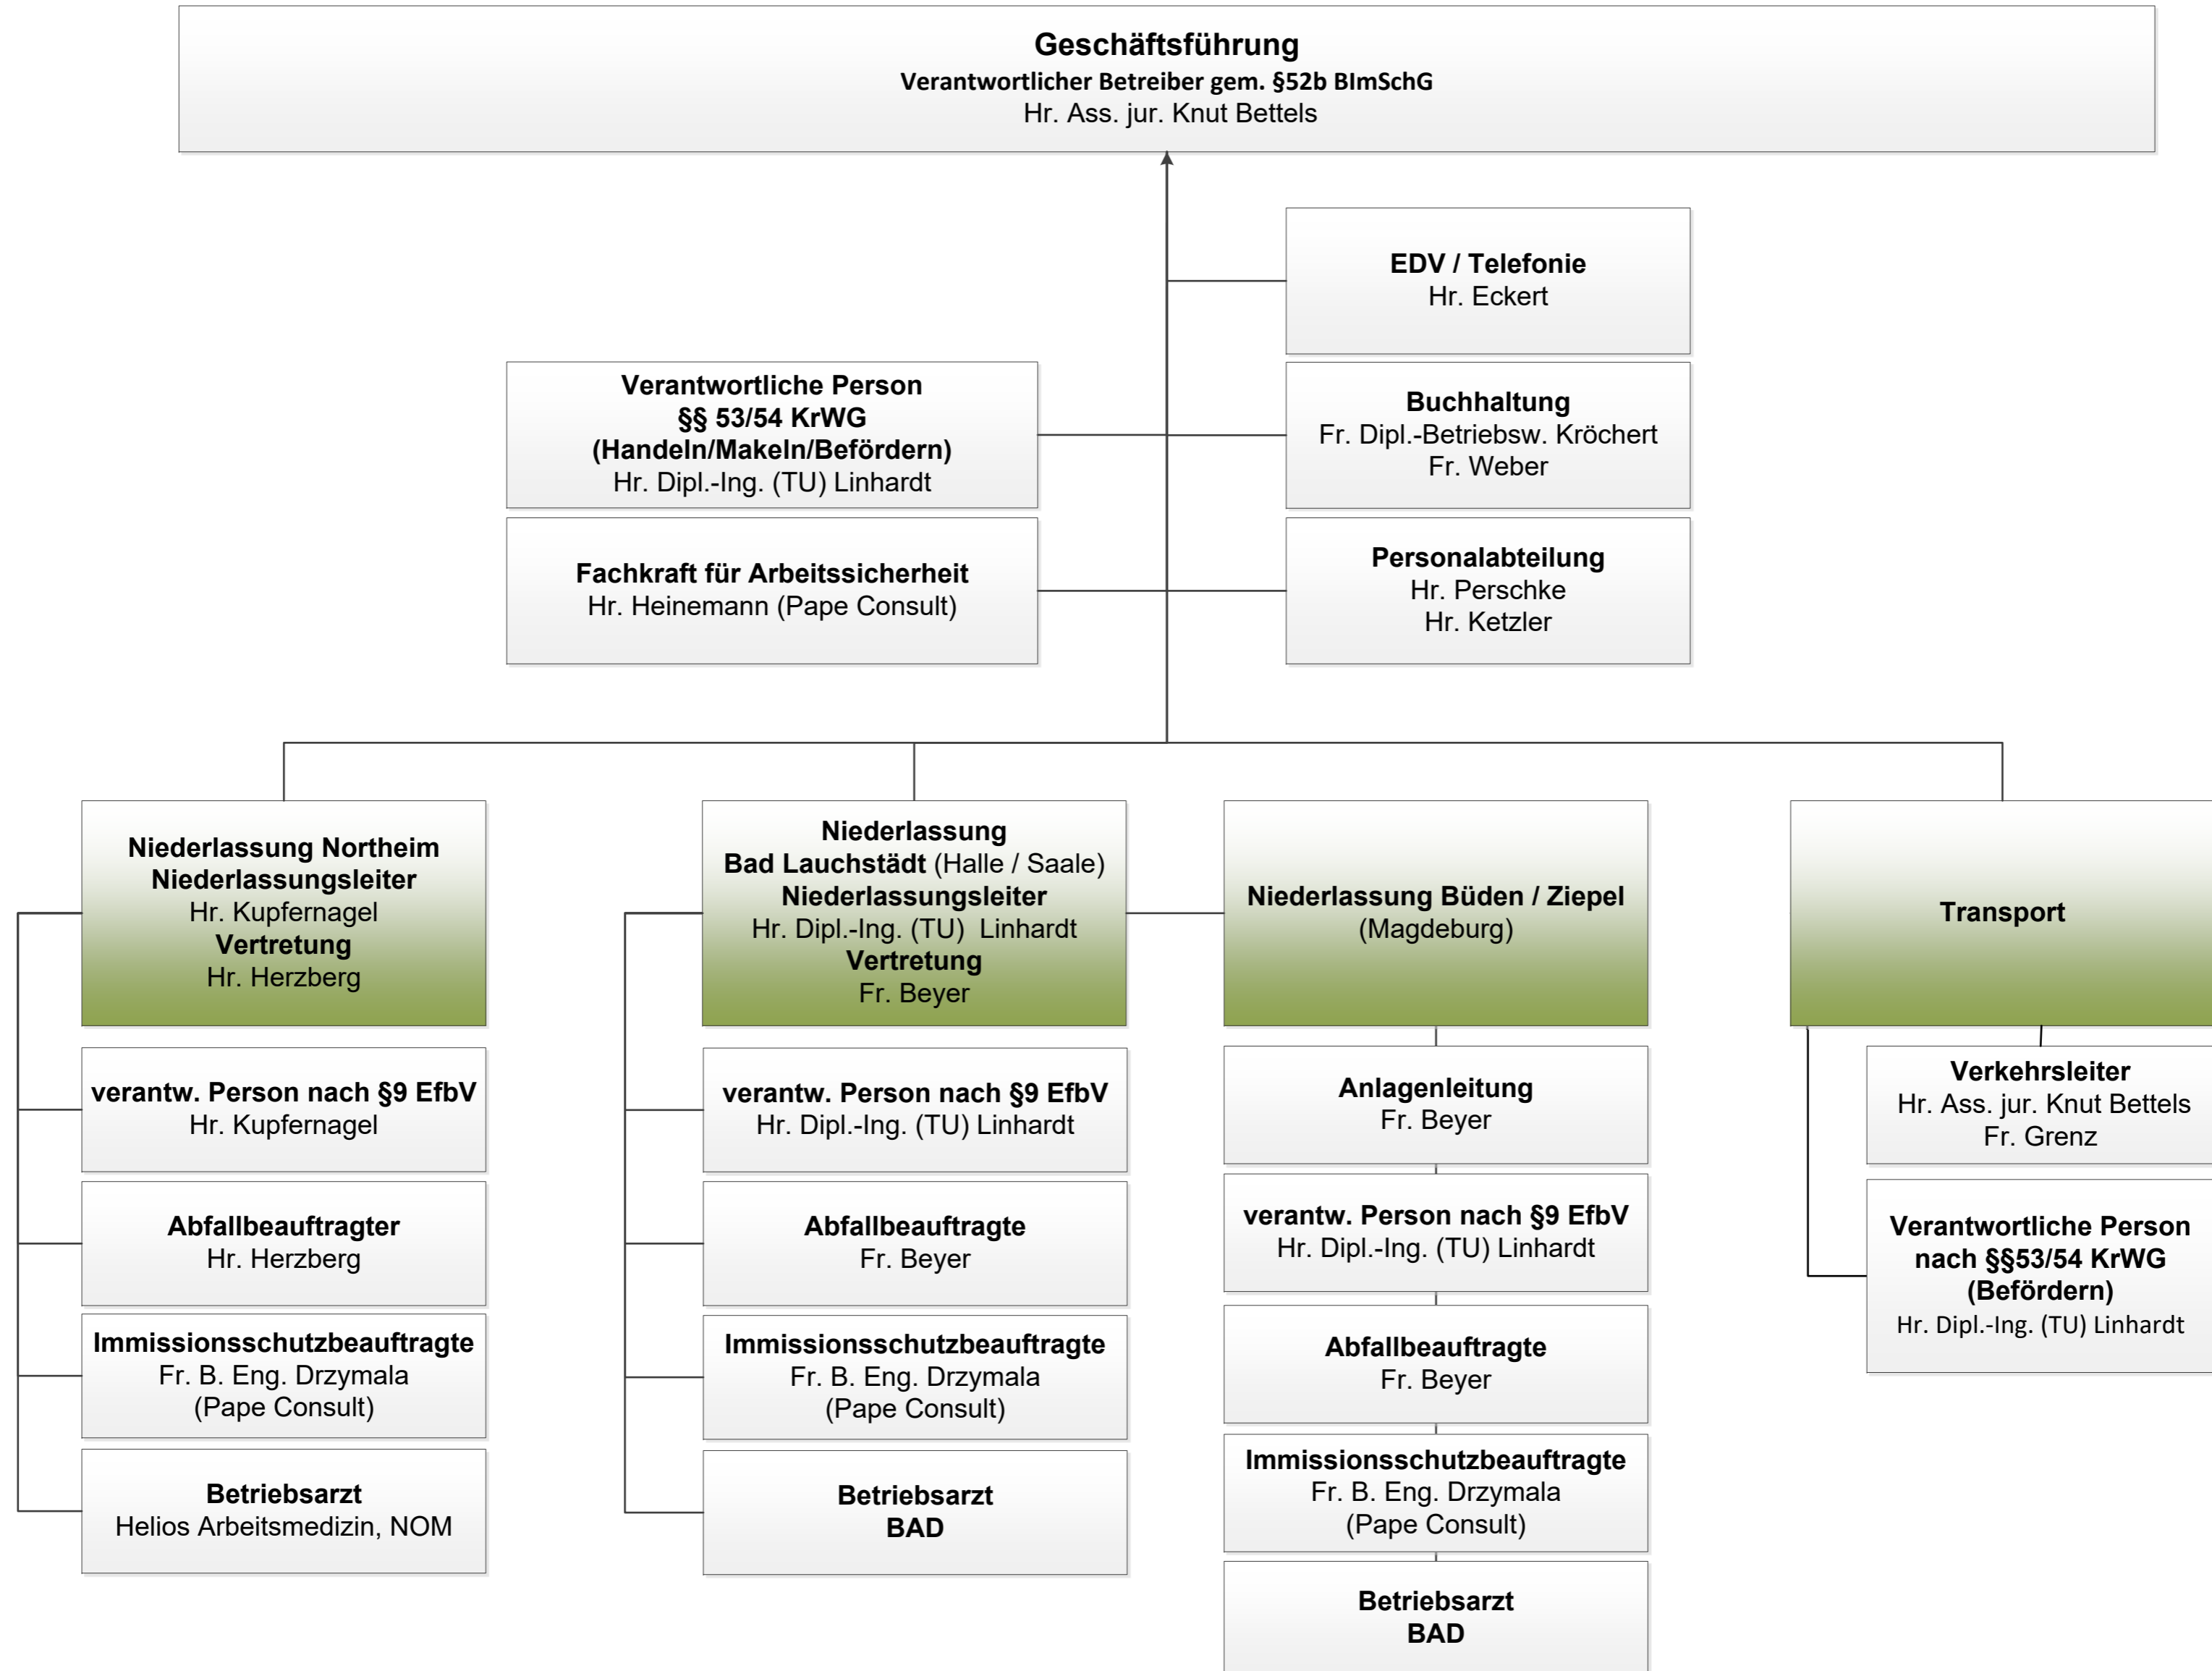 Geschäftsführung
Verantwortlicher Betreiber gem. §52b BImSchG
Hr. Ass. jur. Knut Bettels
EDV / Telefonie
Hr. Eckert
Verantwortliche Person
§§ 53/54 KrWG
(Handeln/Makeln/Befördern)
Hr. Dipl.-Ing. (TU) Linhardt
Buchhaltung
Fr. Dipl.-Betriebsw. Kröchert
Fr. Weber
Fachkraft für Arbeitssicherheit
Hr. Heinemann (Pape Consult)
Personalabteilung
Hr. Perschke
Hr. Ketzler
Niederlassung Northeim
Niederlassungsleiter
Hr. Kupfernagel
Vertretung
Hr. Herzberg
verantw. Person nach §9 EfbV
Hr. Kupfernagel
Abfallbeauftragter
Hr. Herzberg
Immissionsschutzbeauftragte
Fr. B. Eng. Drzymala
(Pape Consult)
Betriebsarzt
Helios Arbeitsmedizin, NOM
Niederlassung
Bad Lauchstädt (Halle / Saale)
Niederlassungsleiter
Hr. Dipl.-Ing. (TU)  Linhardt
Vertretung
Fr. Beyer
verantw. Person nach §9 EfbV
Hr. Dipl.-Ing. (TU) Linhardt
Abfallbeauftragte
Fr. Beyer
Immissionsschutzbeauftragte
Fr. B. Eng. Drzymala
(Pape Consult)
Betriebsarzt
BAD
Niederlassung Büden / Ziepel
(Magdeburg)
Anlagenleitung
Fr. Beyer
verantw. Person nach §9 EfbV
Hr. Dipl.-Ing. (TU) Linhardt
Abfallbeauftragte
Fr. Beyer
Immissionsschutzbeauftragte
Fr. B. Eng. Drzymala
(Pape Consult)
Betriebsarzt
BAD
Transport
Verkehrsleiter
Hr. Ass. jur. Knut Bettels
Fr. Grenz
Verantwortliche Person
nach §§53/54 KrWG
(Befördern)
Hr. Dipl.-Ing. (TU) Linhardt